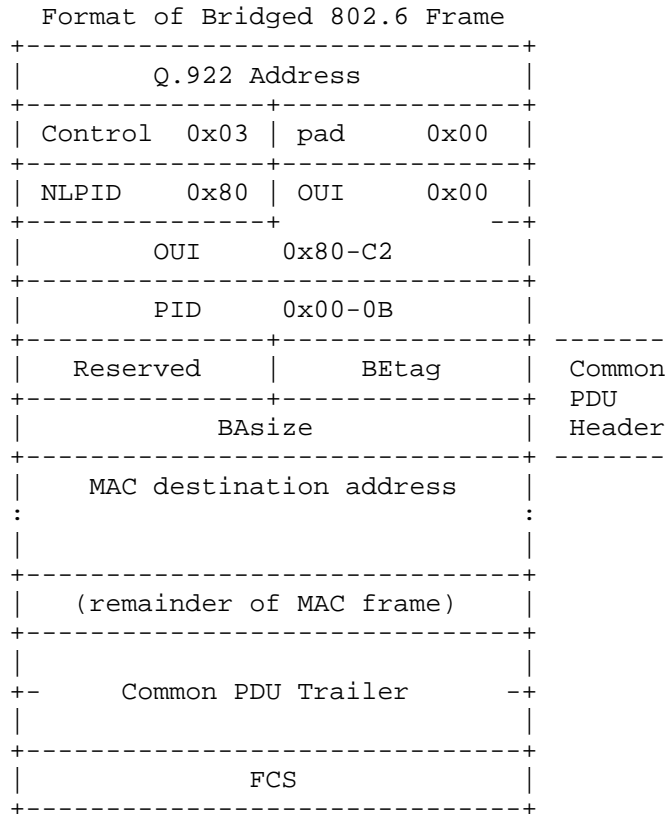 Format of Bridged 802.6 Frame
+-------------------------------+
|         Q.922 Address         |
+---------------+---------------+
| Control  0x03 | pad      0x00 |
+---------------+---------------+
| NLPID    0x80 | OUI      0x00 |
+---------------+             --+
|         OUI     0x80-C2       |
+-------------------------------+
|         PID     0x00-0B       |
+---------------+---------------+ -------
|   Reserved    |     BEtag     |  Common
+---------------+---------------+  PDU
|             BAsize            |  Header
+-------------------------------+ -------
|    MAC destination address    |
:                               :
|                               |
+-------------------------------+
|   (remainder of MAC frame)    |
+-------------------------------+
|                               |
+-     Common PDU Trailer      -+
|                               |
+-------------------------------+
|              FCS              |
+-------------------------------+